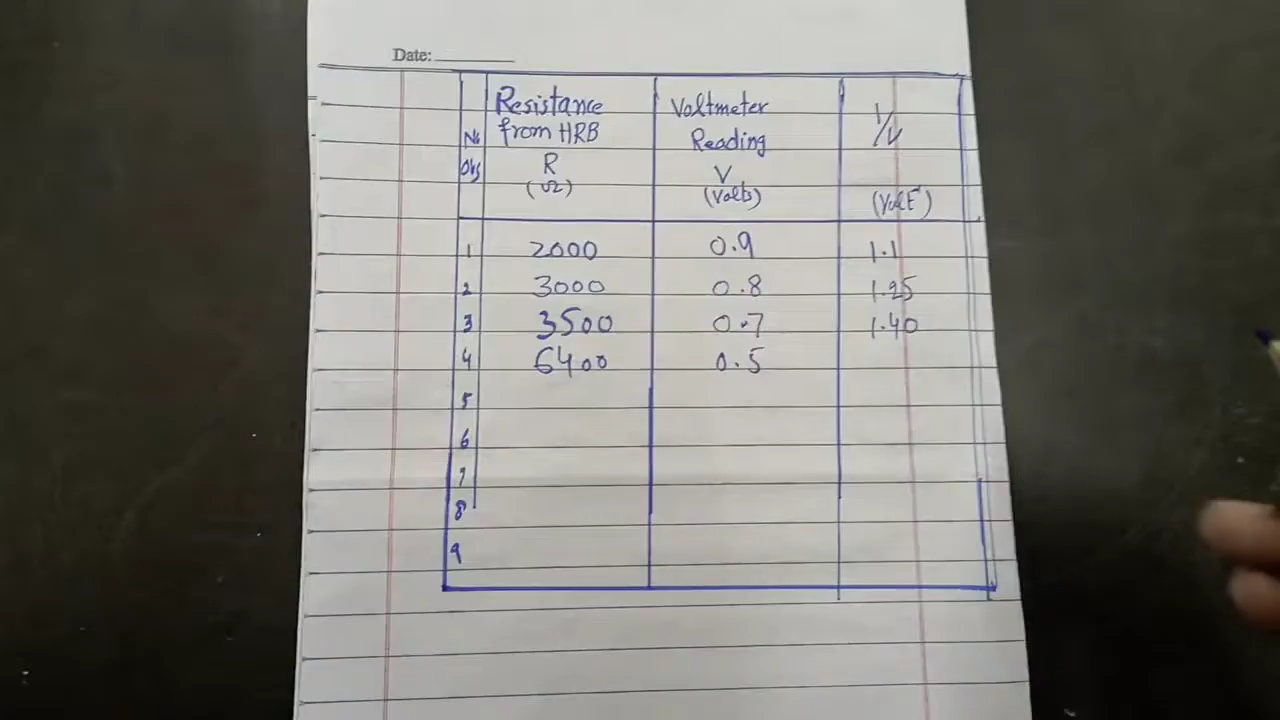 Date:
No Obs
Resistance from HRB R (Ω)
Voltmeter Reading V (Volts)
1/V (Volt⁻¹)
1 2000 0.9 1.1
2 3000 0.8 1.25
3 3500 0.7 1.40
4 6400 0.5
5
6
7
8
9